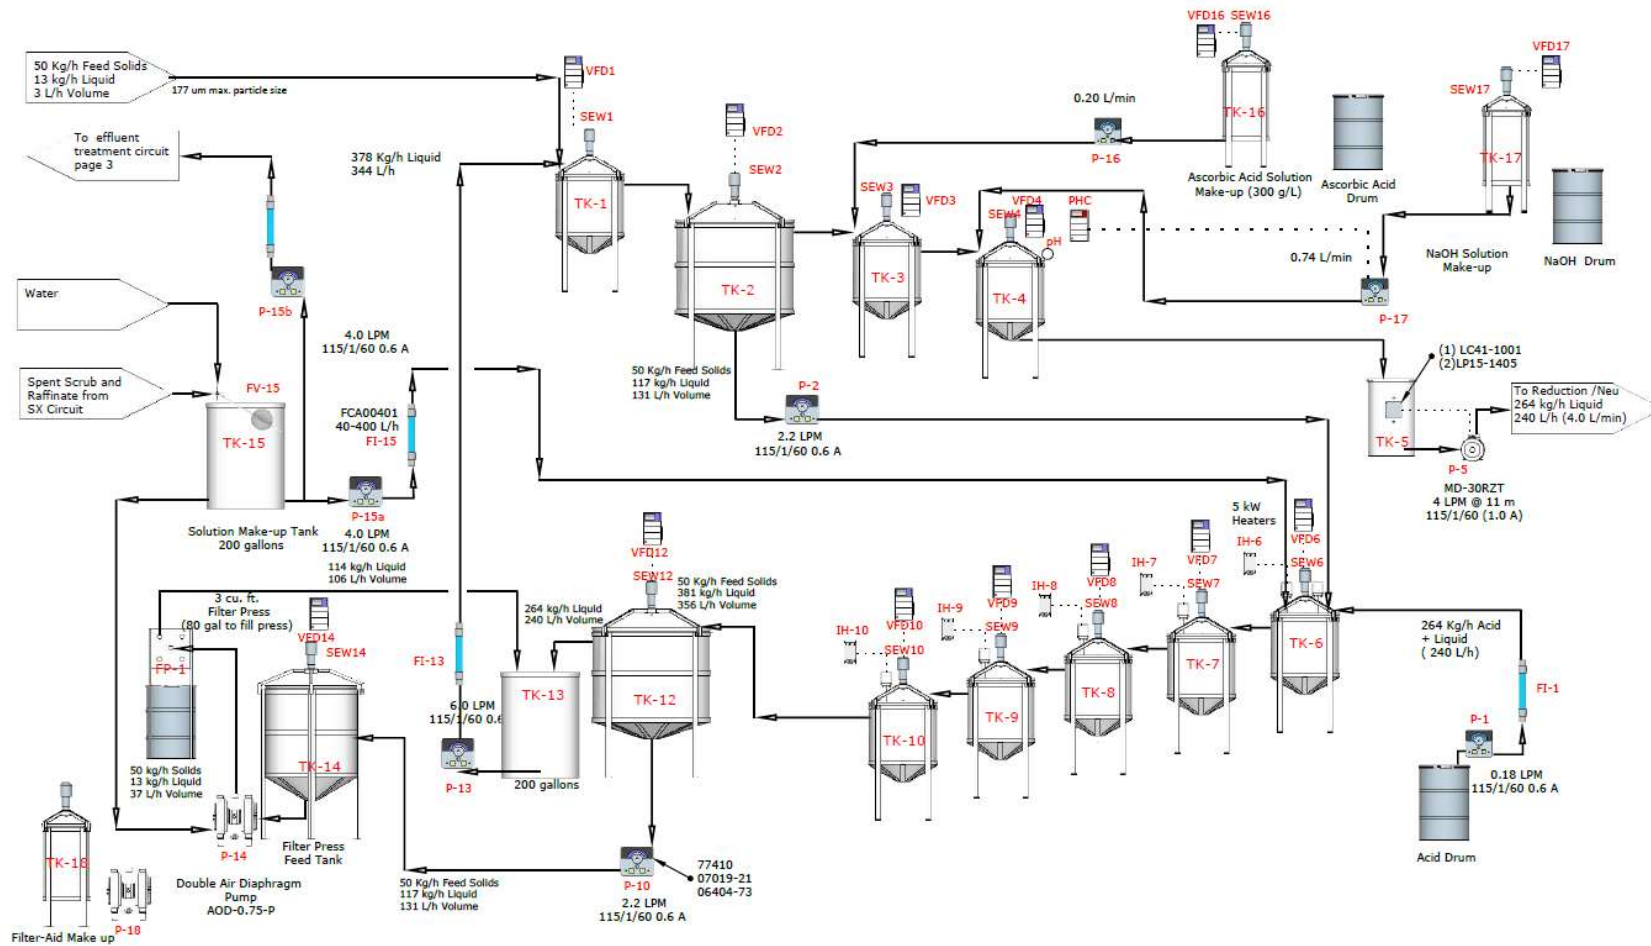 50 Kg/h Feed Solids
13 kg/h Liquid
3 L/h Volume
177 um max. particle size
To effluent
treatment circuit
page 3
Water
Spent Scrub and
Raffinate from
SX Circuit
P-15b
FV-15
TK-15
Solution Make-up Tank
200 gallons
4.0 LPM
115/1/60 0.6 A
FCA00401
40-400 L/h
FI-15
P-15a
4.0 LPM
115/1/60 0.6 A
114 kg/h Liquid
106 L/h Volume
378 Kg/h Liquid
344 L/h
VFD1
SEW1
TK-1
VFD2
SEW2
TK-2
50 Kg/h Feed Solids
117 kg/h Liquid
131 L/h Volume
P-2
2.2 LPM
115/1/60 0.6 A
SEW3
VFD3
TK-3
VFD4
SEW4
PHC
pH
TK-4
0.20 L/min
P-16
VFD16 SEW16
TK-16
Ascorbic Acid Solution
Make-up (300 g/L)
Ascorbic Acid
Drum
VFD17
SEW17
TK-17
NaOH Solution
Make-up
NaOH Drum
0.74 L/min
P-17
(1) LC41-1001
(2)LP15-1405
TK-5
P-5
MD-30RZT
4 LPM @ 11 m
115/1/60 (1.0 A)
To Reduction /Neu
264 kg/h Liquid
240 L/h (4.0 L/min)
3 cu. ft.
Filter Press
(80 gal to fill press)
FP-1
50 kg/h Solids
13 kg/h Liquid
37 L/h Volume
VFD14
SEW14
TK-14
Filter Press
Feed Tank
P-14
Double Air Diaphragm
Pump
AOD-0.75-P
TK-18
P-18
Filter-Aid Make up
FI-13
6.0 LPM
115/1/60 0.6
P-13
264 kg/h Liquid
240 L/h Volume
TK-13
200 gallons
VFD12
SEW12
50 Kg/h Feed Solids
381 kg/h Liquid
356 L/h Volume
TK-12
50 Kg/h Feed Solids
117 kg/h Liquid
131 L/h Volume
P-10
2.2 LPM
115/1/60 0.6 A
77410
07019-21
06404-73
IH-10
VFD10
SEW10
TK-10
IH-9
VFD9
SEW9
TK-9
IH-8
VFD8
SEW8
TK-8
IH-7
VFD7
SEW7
TK-7
5 kW
Heaters
IH-6
VFD6
SEW6
TK-6
264 Kg/h Acid
+ Liquid
( 240 L/h)
FI-1
P-1
0.18 LPM
115/1/60 0.6 A
Acid Drum